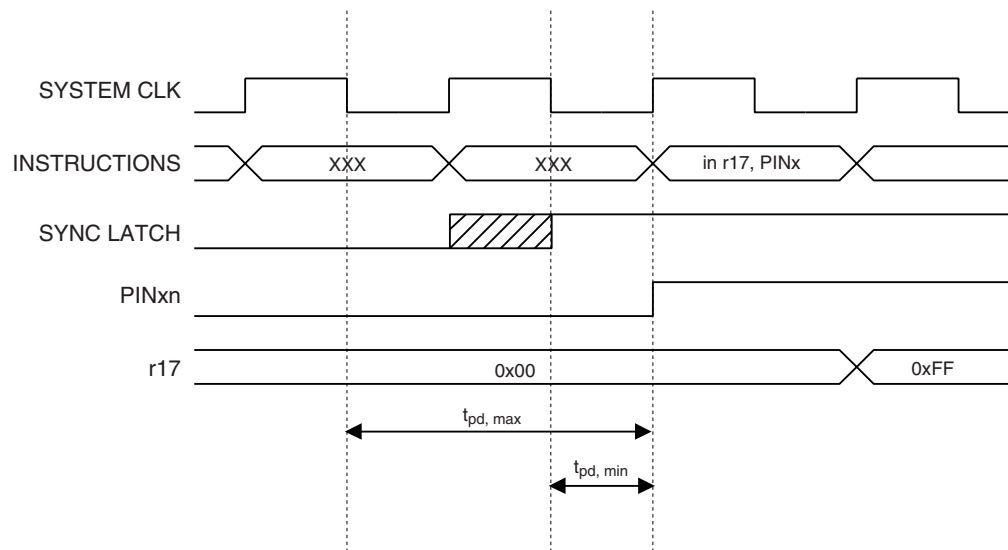 SYSTEM CLK
INSTRUCTIONS XXX XXX in r17, PINx
SYNC LATCH
PINxn
r17 0x00 0xFF
tpd, max
tpd, min